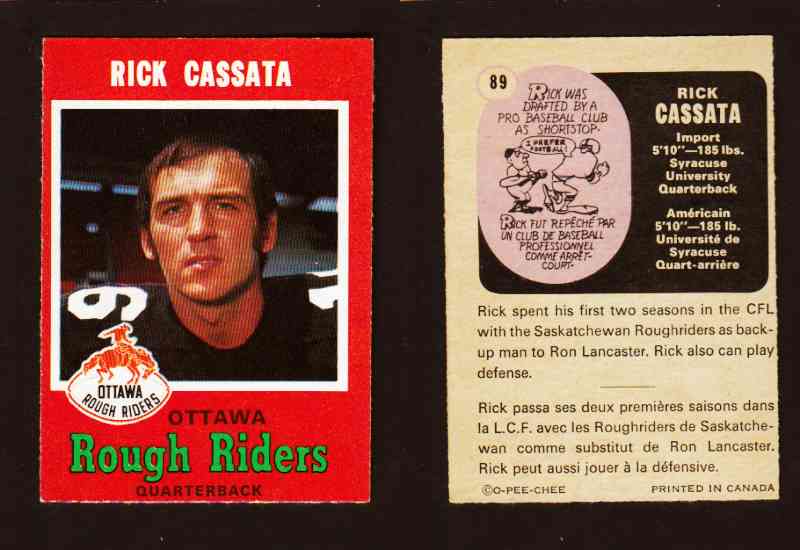 RICK CASSATA
OTTAWA
ROUGH RIDERS
OTTAWA
Rough Riders
QUARTERBACK
89
RICK WAS
DRAFTED BY A
PRO BASEBALL CLUB
AS SHORTSTOP.
I PREFER
FOOTBALL!
RICK FUT REPÊCHÉ PAR
UN CLUB DE BASEBALL
PROFESSIONNEL
COMME ARRÊT-
COURT.
RICK
CASSATA
Import
5'10"—185 lbs.
Syracuse
University
Quarterback
Américain
5'10"—185 lb.
Université de
Syracuse
Quart-arrière
Rick spent his first two seasons in the CFL
with the Saskatchewan Roughriders as back-
up man to Ron Lancaster. Rick also can play
defense.
Rick passa ses deux premières saisons dans
la L.C.F. avec les Roughriders de Saskatche-
wan comme substitut de Ron Lancaster.
Rick peut aussi jouer à la défensive.
©O-PEE-CHEE PRINTED IN CANADA